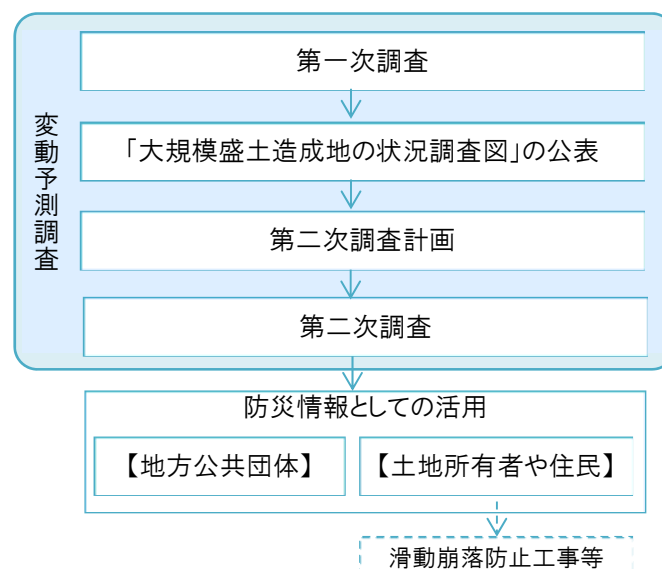 変動予測調査
第一次調査
「大規模盛土造成地の状況調査図」の公表
第二次調査計画
第二次調査
防災情報としての活用
【地方公共団体】
【土地所有者や住民】
滑動崩落防止工事等